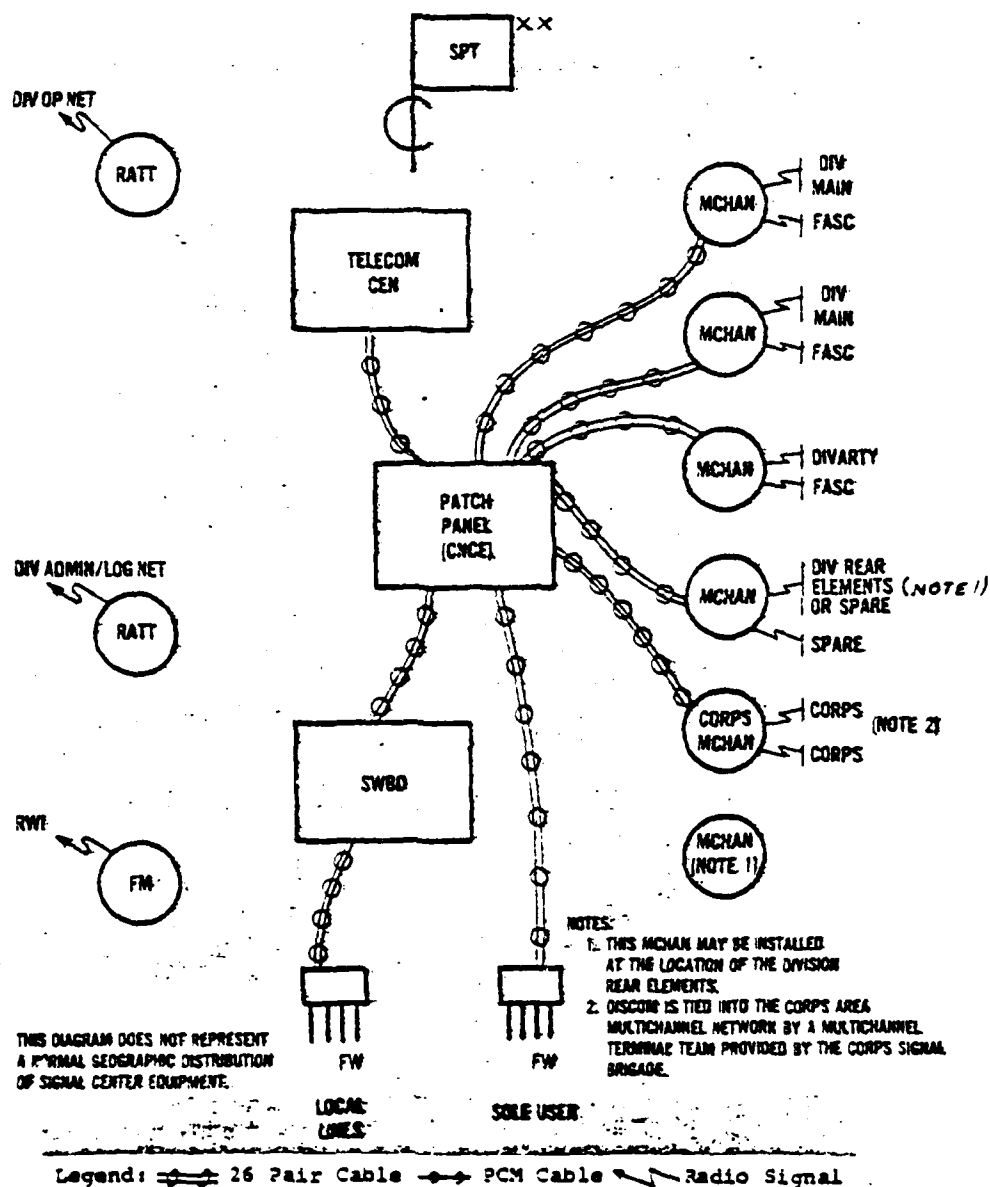 SPT
XX
DIV OP NET
RATT
TELECOM
CEN
MCHAN
DIV
MAIN
FASC
MCHAN
DIV
MAIN
FASC
MCHAN
DIVARTY
FASC
PATCH
PANEL
(CNCE)
DIV ADMIN/LOG NET
RATT
MCHAN
DIV REAR
ELEMENTS (NOTE 1)
OR SPARE
SPARE
CORPS
MCHAN
CORPS
(NOTE 2)
CORPS
SWBD
RWI
FM
MCHAN
(NOTE 1)
NOTES:
1. THIS MCHAN MAY BE INSTALLED
AT THE LOCATION OF THE DIVISION
REAR ELEMENTS.
2. DISCOM IS TIED INTO THE CORPS AREA
MULTICHANNEL NETWORK BY A MULTICHANNEL
TERMINAL TEAM PROVIDED BY THE CORPS SIGNAL
BRIGADE.
THIS DIAGRAM DOES NOT REPRESENT
A NORMAL GEOGRAPHIC DISTRIBUTION
OF SIGNAL CENTER EQUIPMENT.
FW
LOCAL
LINES
FW
SOLE USER
Legend: 26 Pair Cable PCM Cable Radio Signal